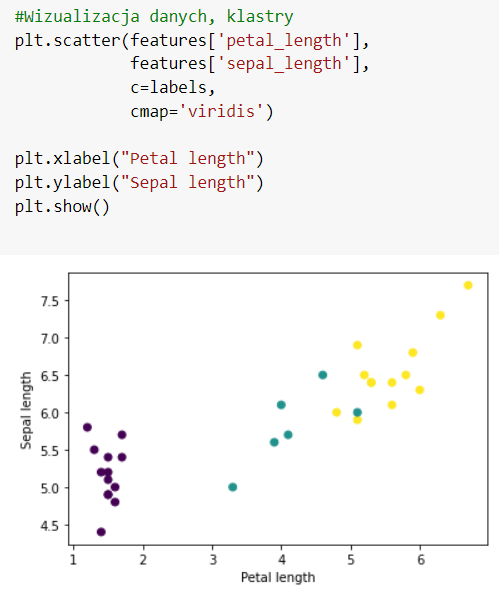 #Wizualizacja danych, klastry
plt.scatter(features['petal_length'],
            features['sepal_length'],
            c=labels,
            cmap='viridis')
plt.xlabel("Petal length")
plt.ylabel("Sepal length")
plt.show()
7.5
7.0
6.5
6.0
5.5
5.0
4.5
Sepal length
1 2 3 4 5 6
Petal length